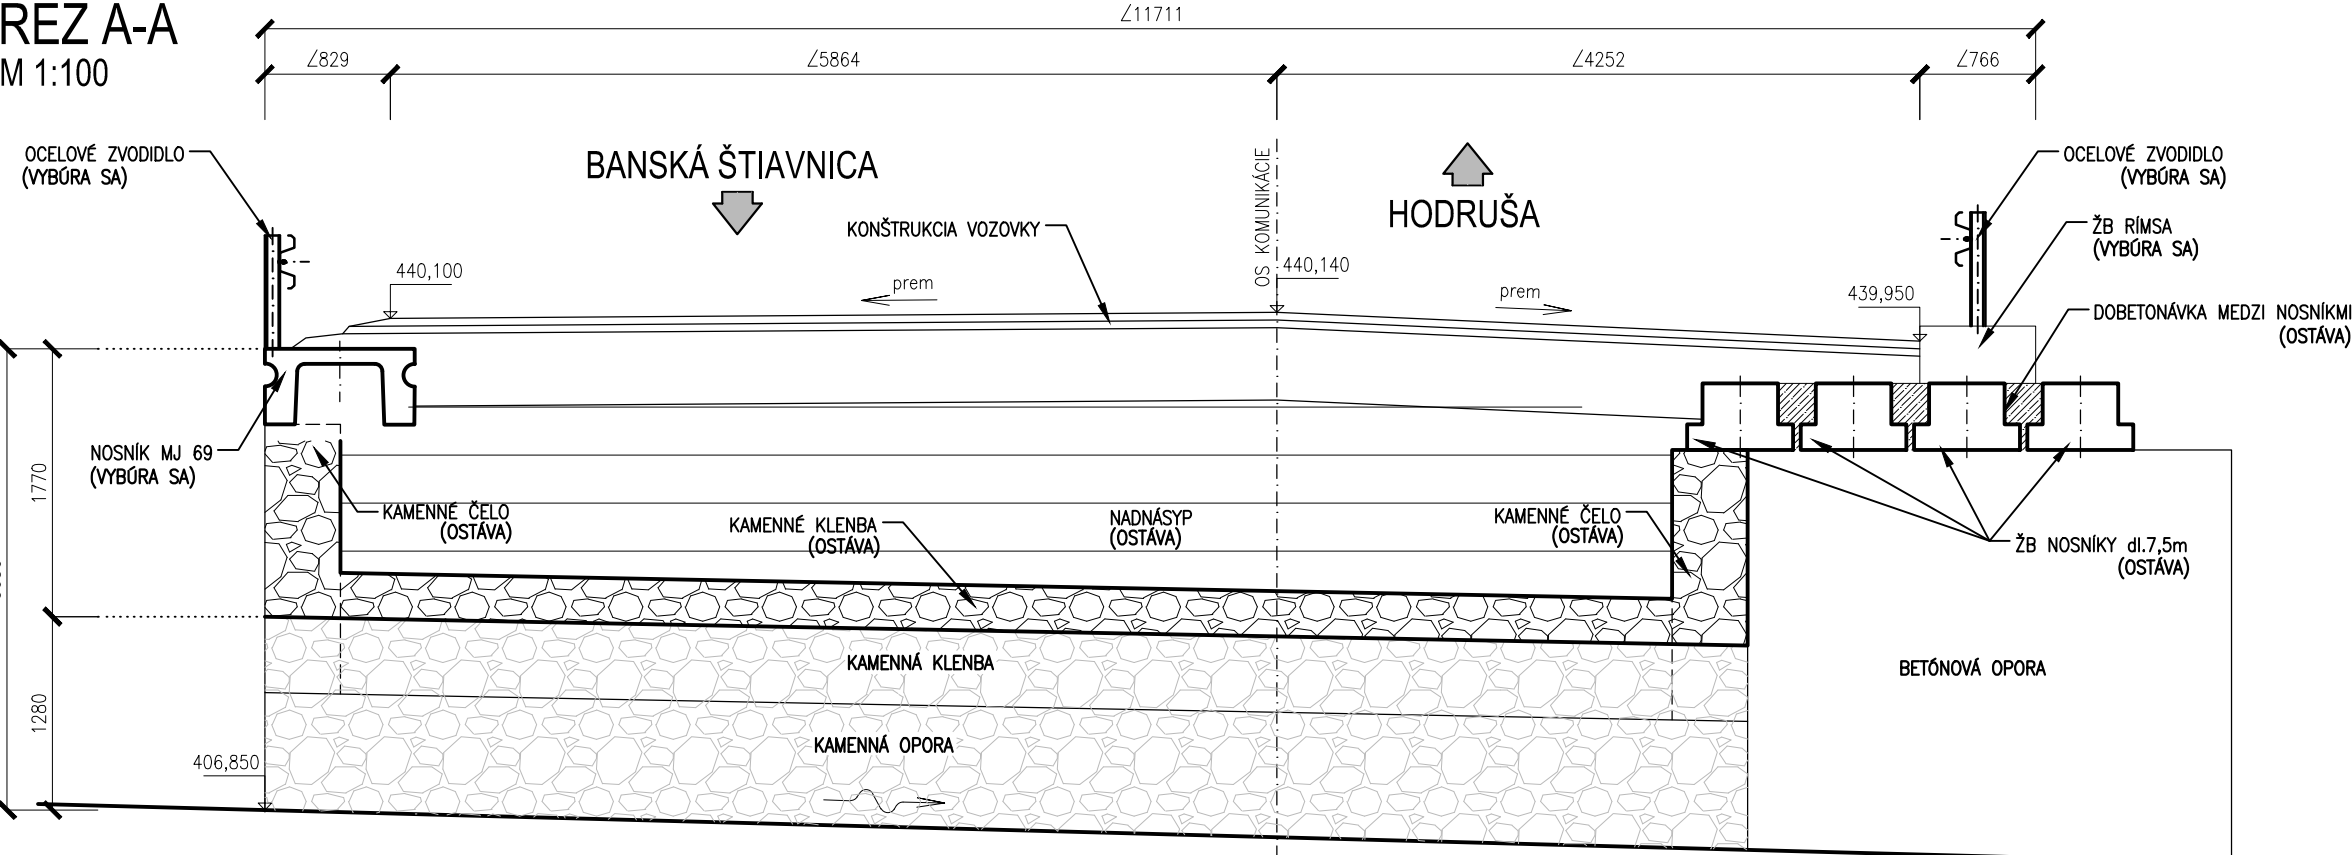 REZ A-A
M 1:100
∠11711
∠829
∠5864
∠4252
∠766
OCELOVÉ ZVODIDLO
(VYBÚRA SA)
BANSKÁ ŠTIAVNICA
OS KOMUNIKÁCIE
HODRUŠA
OCELOVÉ ZVODIDLO
(VYBÚRA SA)
KONŠTRUKCIA VOZOVKY
ŽB RÍMSA
(VYBÚRA SA)
440,100
prem
440,140
prem
439,950
DOBETONÁVKA MEDZI NOSNÍKMI
(OSTÁVA)
NOSNÍK MJ 69
(VYBÚRA SA)
1770
KAMENNÉ ČELO
(OSTÁVA)
KAMENNÉ KLENBA
(OSTÁVA)
NADNÁSYP
(OSTÁVA)
KAMENNÉ ČELO
(OSTÁVA)
ŽB NOSNÍKY dl.7,5m
(OSTÁVA)
KAMENNÁ KLENBA
BETÓNOVÁ OPORA
1280
KAMENNÁ OPORA
406,850